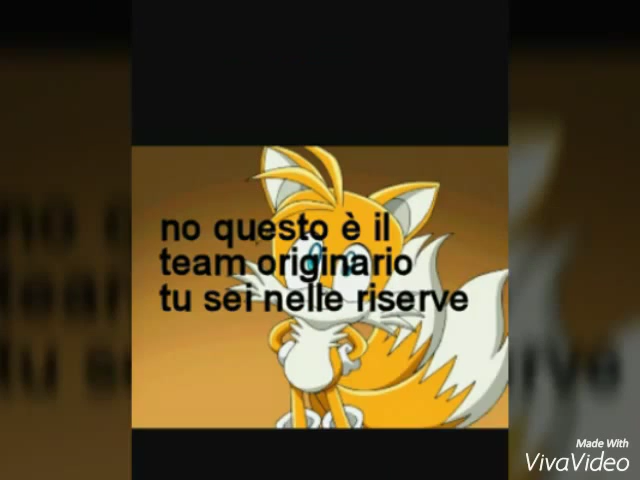 no questo è il
team originario
tu sei nelle riserve
Made With
VivaVideo